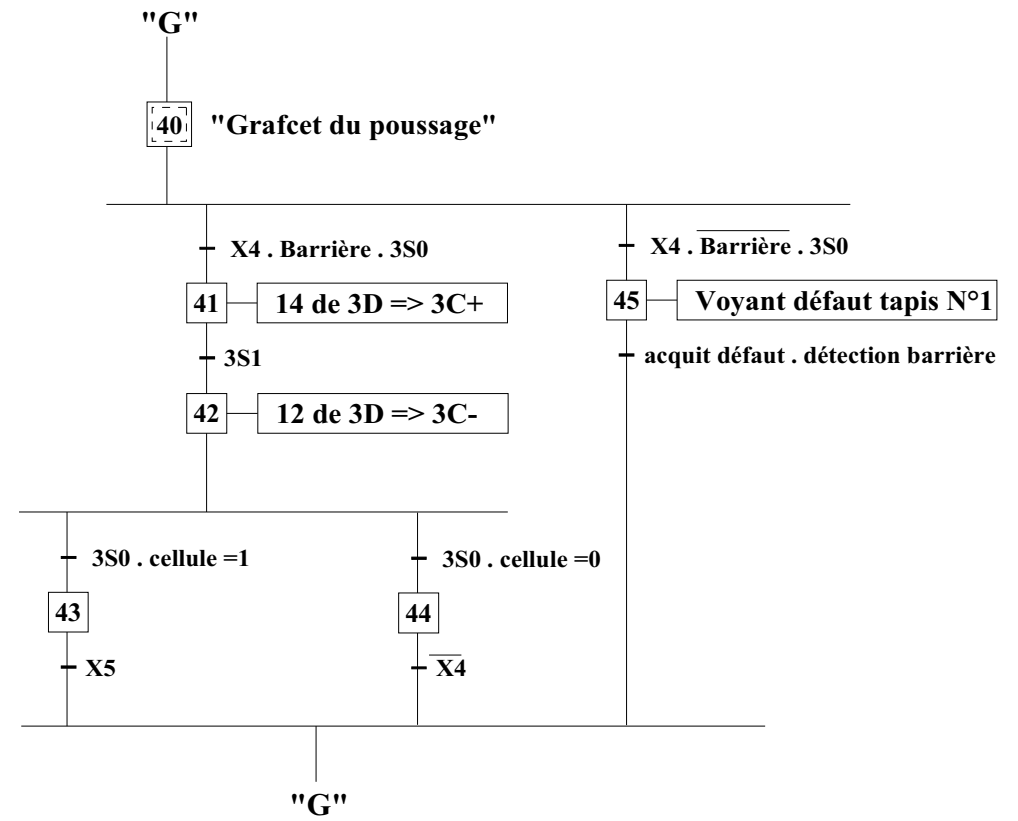 "G"
40 "Grafcet du poussage"
X4 . Barrière . 3S0
X4 . Barrière . 3S0
41 14 de 3D => 3C+
45 Voyant défaut tapis N°1
3S1
acquit défaut . détection barrière
42 12 de 3D => 3C-
3S0 . cellule =1
3S0 . cellule =0
43
44
X5
X4
"G"